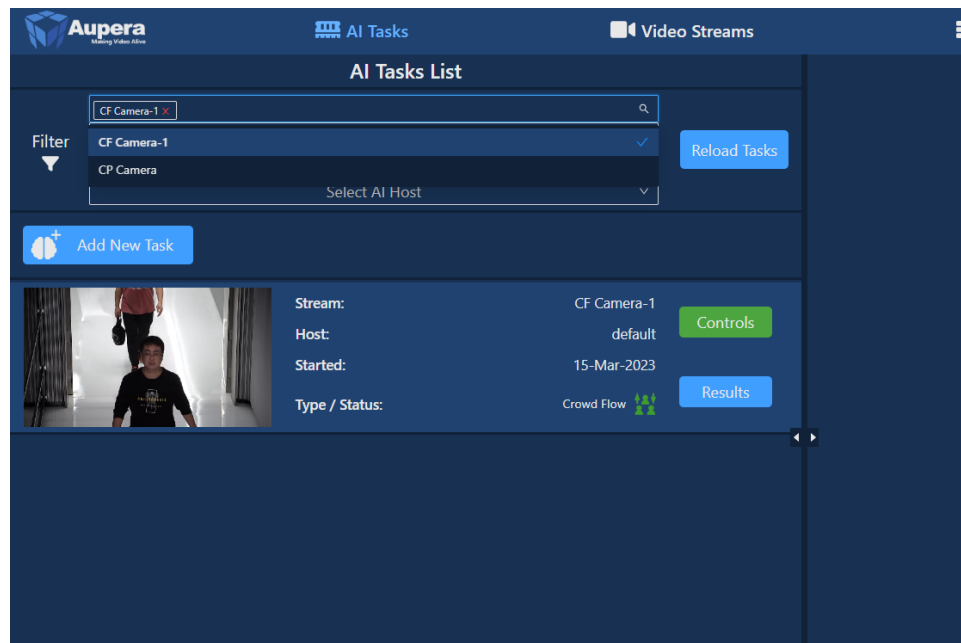 Aupera
Making Video Alive
AI Tasks
Video Streams
AI Tasks List
Filter
CF Camera-1 ×
CF Camera-1
CP Camera
Select AI Host
Reload Tasks
Add New Task
Stream: CF Camera-1
Host: default
Started: 15-Mar-2023
Type / Status: Crowd Flow
Controls
Results